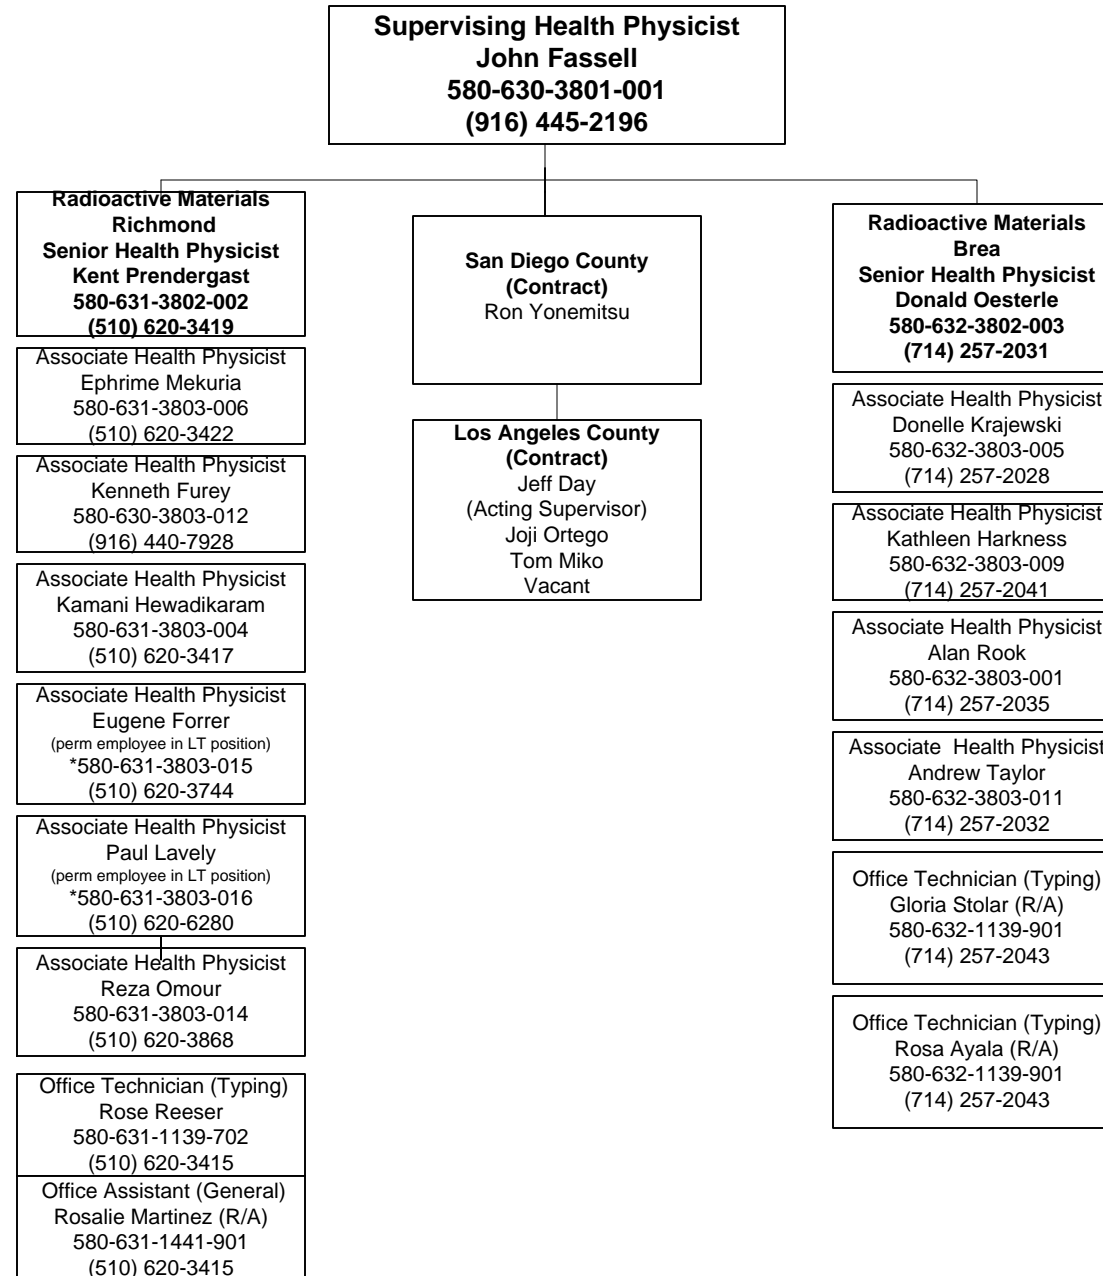 Supervising Health Physicist
John Fassell
580-630-3801-001
(916) 445-2196
Radioactive Materials
Richmond
Senior Health Physicist
Kent Prendergast
580-631-3802-002
(510) 620-3419
Associate Health Physicist
Ephrime Mekuria
580-631-3803-006
(510) 620-3422
Associate Health Physicist
Kenneth Furey
580-630-3803-012
(916) 440-7928
Associate Health Physicist
Kamani Hewadikaram
580-631-3803-004
(510) 620-3417
Associate Health Physicist
Eugene Forrer
(perm employee in LT position)
*580-631-3803-015
(510) 620-3744
Associate Health Physicist
Paul Lavely
(perm employee in LT position)
*580-631-3803-016
(510) 620-6280
Associate Health Physicist
Reza Omour
580-631-3803-014
(510) 620-3868
Office Technician (Typing)
Rose Reeser
580-631-1139-702
(510) 620-3415
Office Assistant (General)
Rosalie Martinez (R/A)
580-631-1441-901
(510) 620-3415
San Diego County
(Contract)
Ron Yonemitsu
Los Angeles County
(Contract)
Jeff Day
(Acting Supervisor)
Joji Ortego
Tom Miko
Vacant
Radioactive Materials
Brea
Senior Health Physicist
Donald Oesterle
580-632-3802-003
(714) 257-2031
Associate Health Physicist
Donelle Krajewski
580-632-3803-005
(714) 257-2028
Associate Health Physicist
Kathleen Harkness
580-632-3803-009
(714) 257-2041
Associate Health Physicist
Alan Rook
580-632-3803-001
(714) 257-2035
Associate  Health Physicist
Andrew Taylor
580-632-3803-011
(714) 257-2032
Office Technician (Typing)
Gloria Stolar (R/A)
580-632-1139-901
(714) 257-2043
Office Technician (Typing)
Rosa Ayala (R/A)
580-632-1139-901
(714) 257-2043